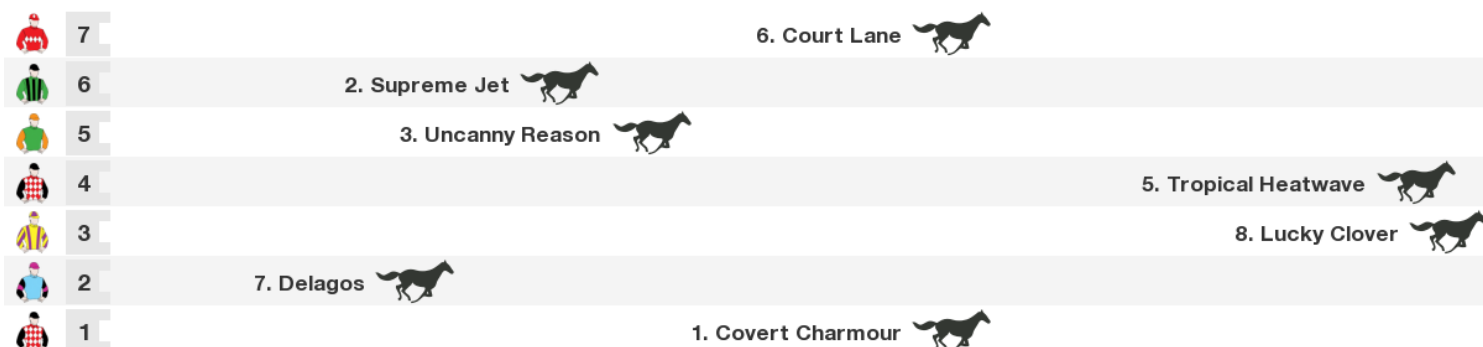 7 6. Court Lane
6 2. Supreme Jet
5 3. Uncanny Reason
4 5. Tropical Heatwave
3 8. Lucky Clover
2 7. Delagos
1 1. Covert Charmour